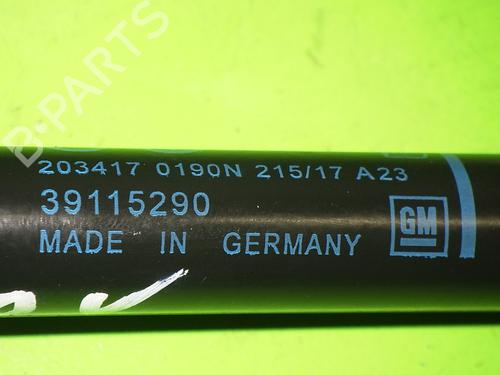 B-PARTS
203417 0190N 215/17 A23
39115290
MADE IN GERMANY
GM